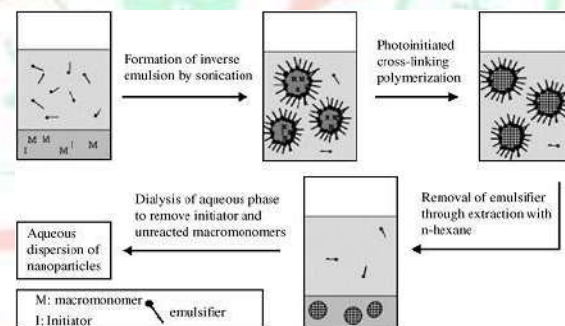 Formation of inverse
emulsion by sonication
Photoinitiated
cross-linking
polymerization
M M
I
M
I
M
Dialysis of aqueous phase
to remove initiator and
unreacted macromonomers
Removal of emulsifier
through extraction with
n-hexane
Aqueous
dispersion of
nanoparticles
M: macromonomer
emulsifier
I: Initiator